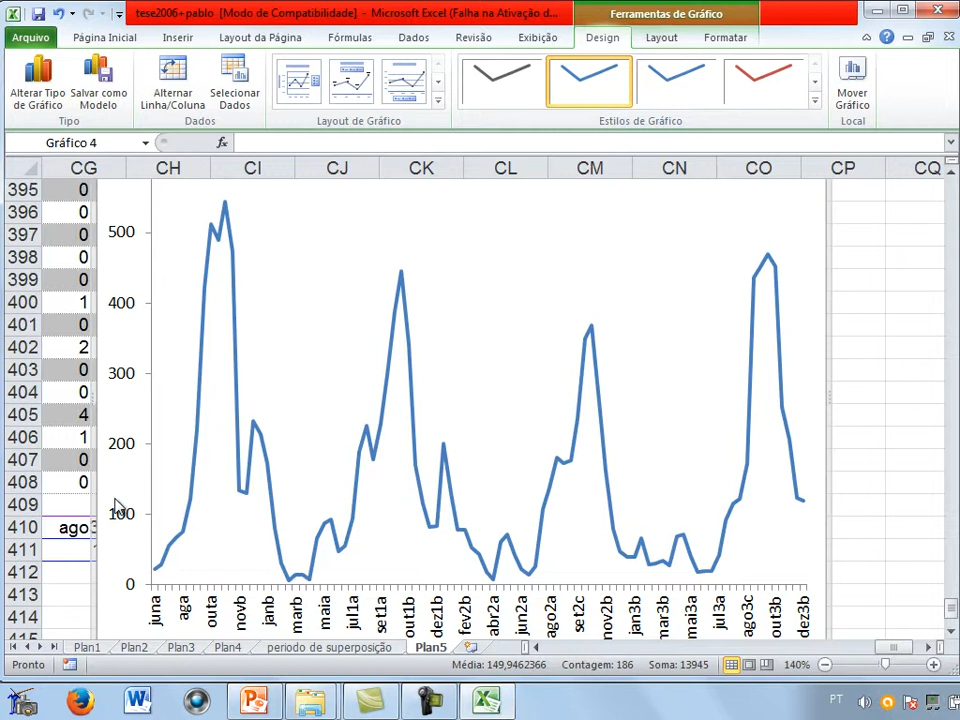 tese2006+pablo [Modo de Compatibilidade] - Microsoft Excel (Falha na Ativação d...
Ferramentas de Gráfico
Arquivo
Página Inicial
Inserir
Layout da Página
Fórmulas
Dados
Revisão
Exibição
Design
Layout
Formatar
Alterar Tipo de Gráfico
Salvar como Modelo
Alternar Linha/Coluna
Selecionar Dados
Mover Gráfico
Tipo
Dados
Layout de Gráfico
Estilos de Gráfico
Local
Gráfico 4
fx
CG CH CI CJ CK CL CM CN CO CP CQ
395 0
396 0
397 0
398 0
399 0
400 1
401 0
402 2
403 0
404 0
405 4
406 1
407 0
408 0
409
410 ago3
411
412
413
414
415
500
400
300
200
100
0
juna aga outa novb janb marb maia jul1a set1a out1b dez1b fev2b abr2a jun2a ago2a set2c nov2b jan3b mar3b mai3a jul3a ago3c out3b dez3b
Plan1 Plan2 Plan3 Plan4 periodo de superposição Plan5
Pronto
Média: 149,9462366 Contagem: 186 Soma: 13945
140%
PT